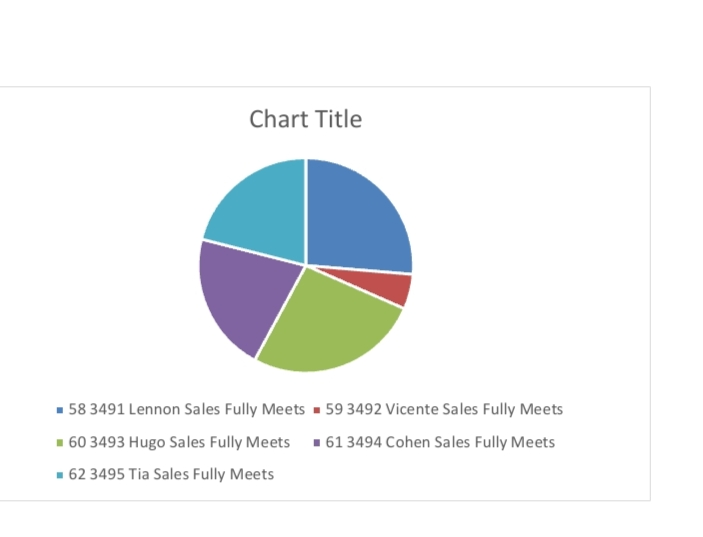 Chart Title
58 3491 Lennon Sales Fully Meets 59 3492 Vicente Sales Fully Meets
60 3493 Hugo Sales Fully Meets 61 3494 Cohen Sales Fully Meets
62 3495 Tia Sales Fully Meets